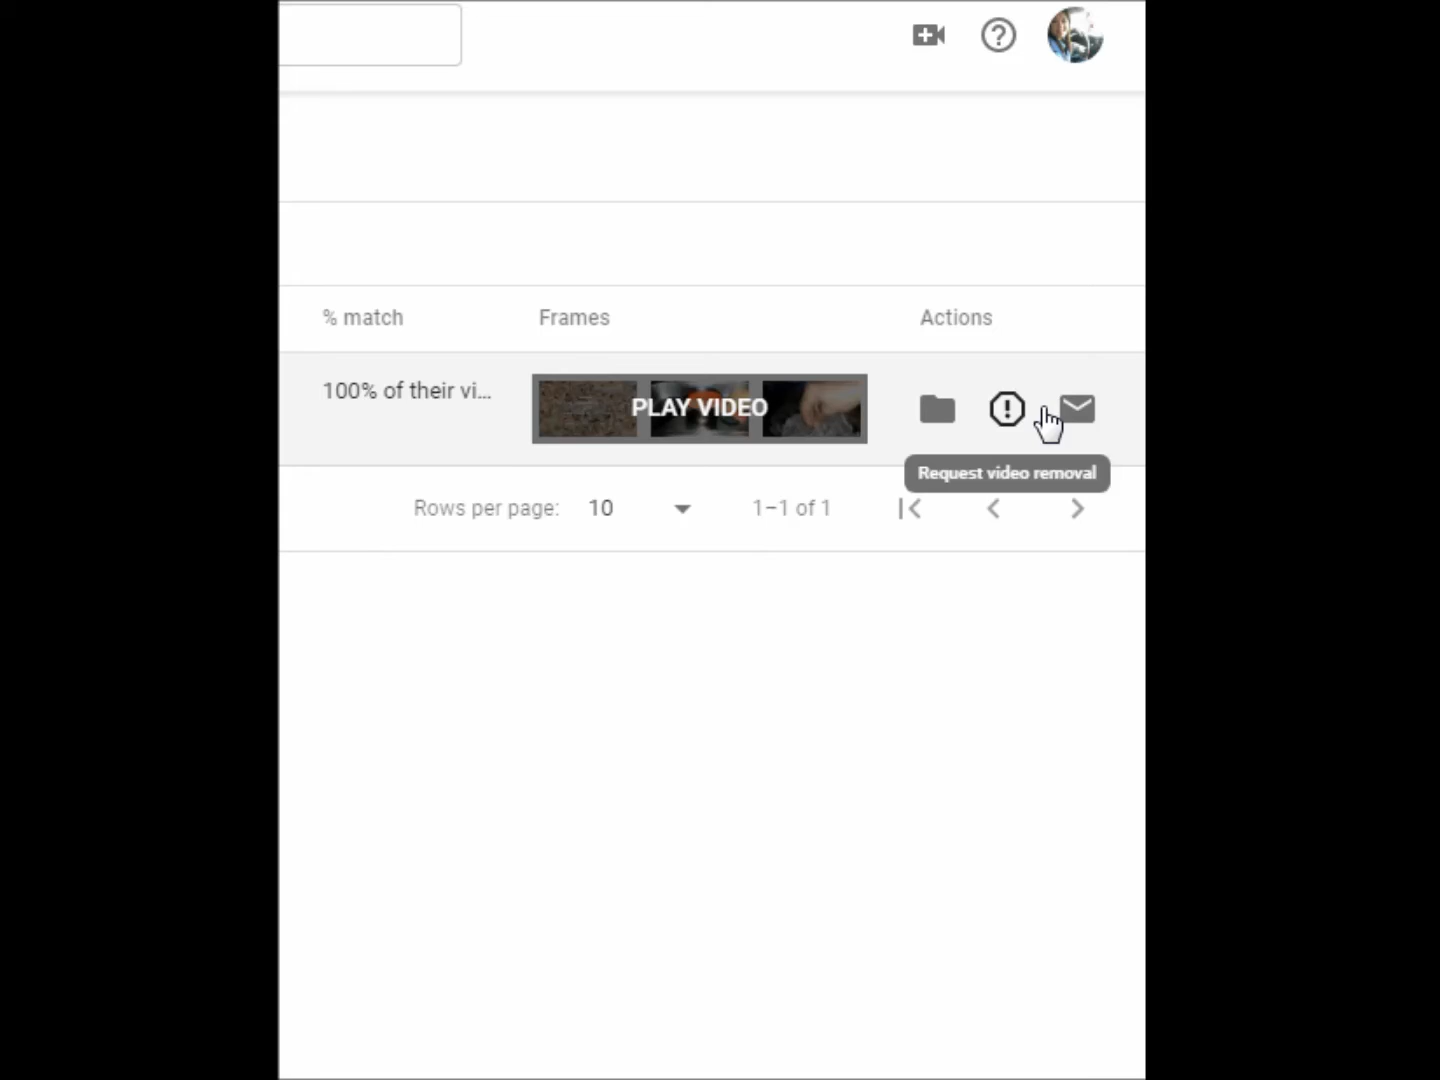 % match Frames Actions
100% of their vi...
PLAY VIDEO
Request video removal
Rows per page: 10 1–1 of 1